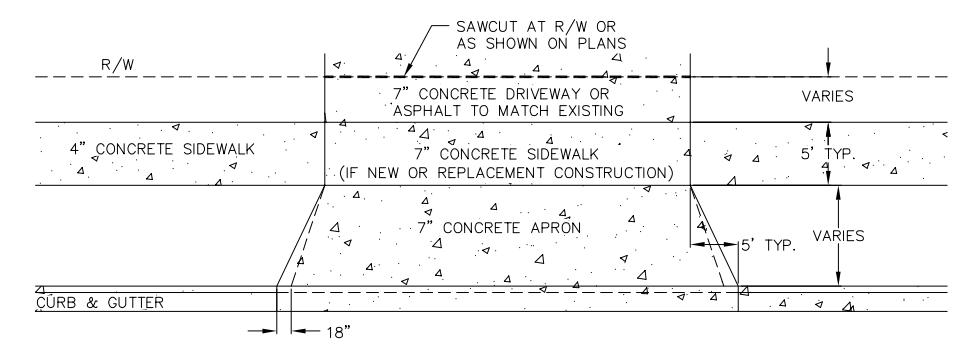 SAWCUT AT R/W OR
AS SHOWN ON PLANS
R/W
7" CONCRETE DRIVEWAY OR
ASPHALT TO MATCH EXISTING
VARIES
4" CONCRETE SIDEWALK
7" CONCRETE SIDEWALK
(IF NEW OR REPLACEMENT CONSTRUCTION)
5' TYP.
7" CONCRETE APRON
VARIES
5' TYP.
CURB & GUTTER
18"